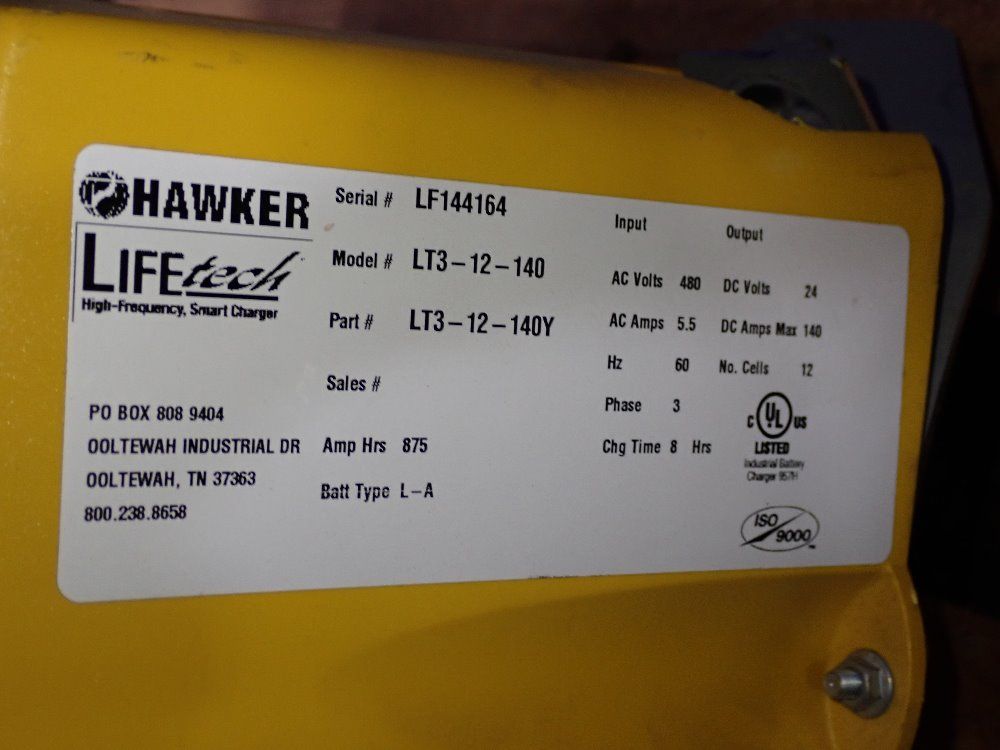 HAWKER
LIFEtech
High-Frequency, Smart Charger
PO BOX 808 9404
OOLTEWAH INDUSTRIAL DR
OOLTEWAH, TN 37363
800.238.8658
Serial # LF144164
Model # LT3-12-140
Part # LT3-12-140Y
Sales #
Amp Hrs 875
Batt Type L-A
Input
AC Volts 480
AC Amps 5.5
Hz 60
Phase 3
Chg Time 8 Hrs
Output
DC Volts 24
DC Amps Max 140
No. Cells 12
C UL US
LISTED
Industrial Battery
Charger 957H
ISO
9000